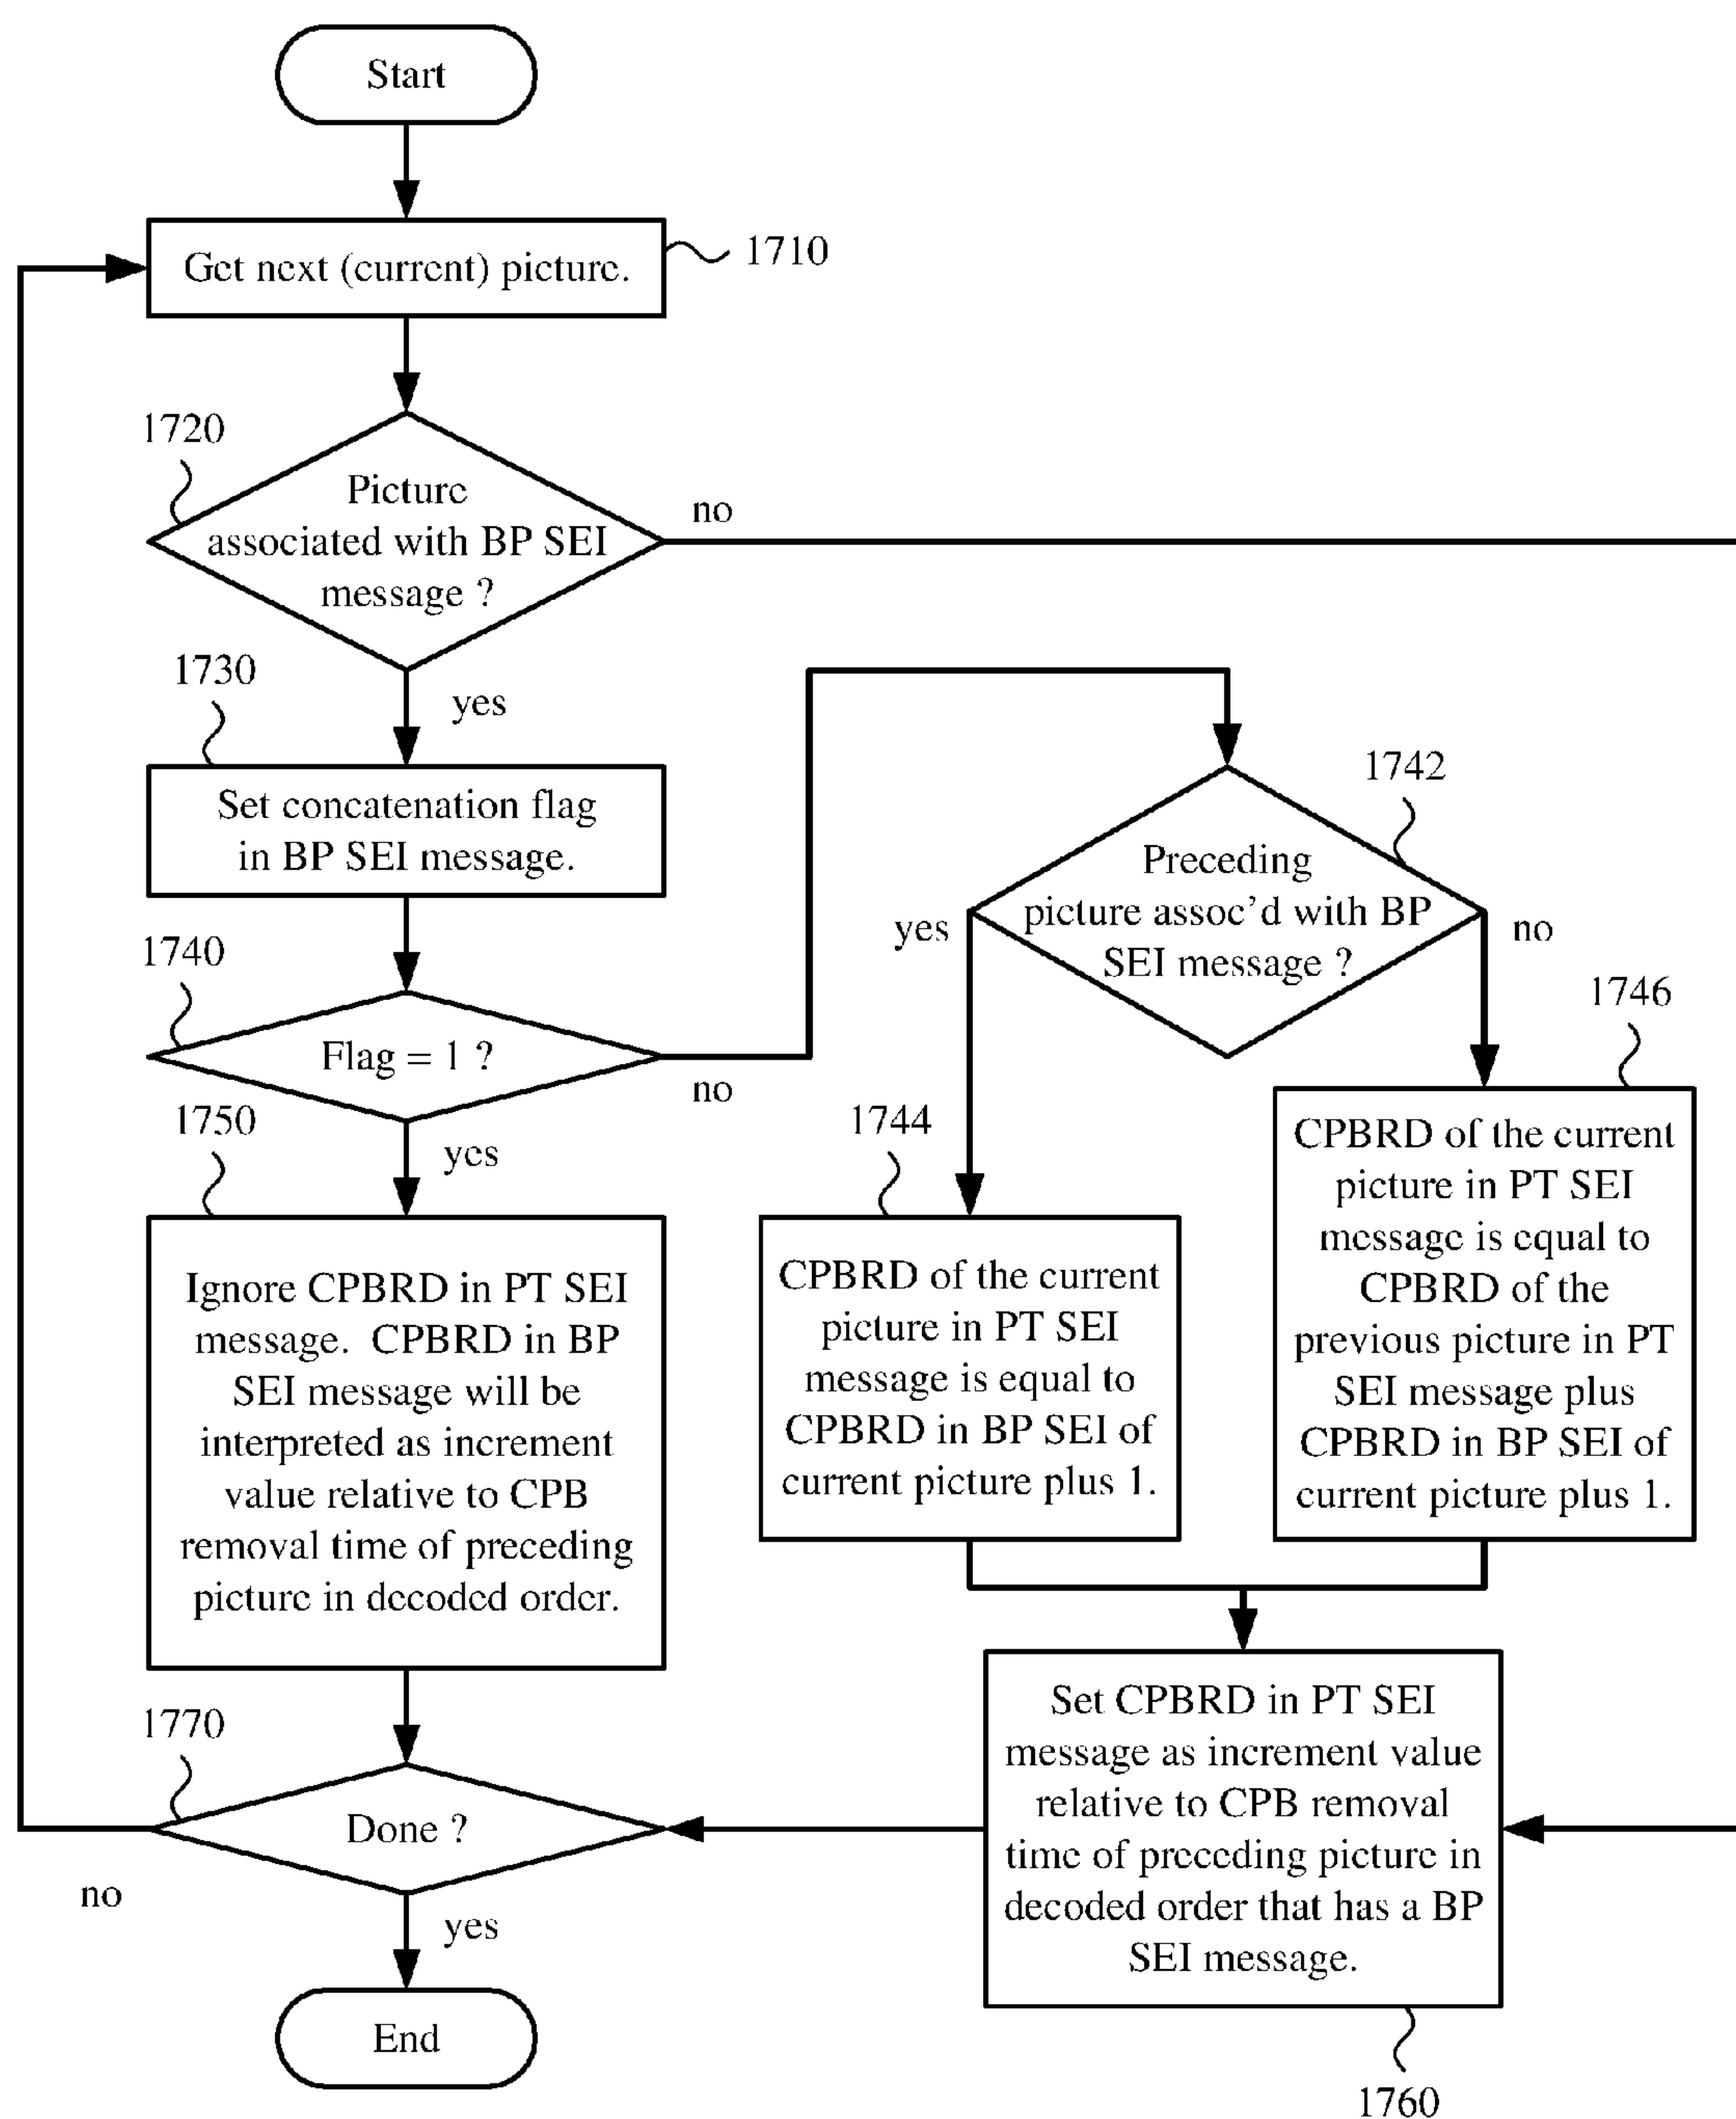 Start
Get next (current) picture.
1710
1720
Picture
associated with BP SEI
message ?
no
yes
1730
Set concatenation flag
in BP SEI message.
1740
Flag = 1 ?
no
yes
1742
Preceding
picture assoc'd with BP
SEI message ?
yes
no
1744
CPBRD of the current
picture in PT SEI
message is equal to
CPBRD in BP SEI of
current picture plus 1.
1746
CPBRD of the current
picture in PT SEI
message is equal to
CPBRD of the
previous picture in PT
SEI message plus
CPBRD in BP SEI of
current picture plus 1.
1750
Ignore CPBRD in PT SEI
message. CPBRD in BP
SEI message will be
interpreted as increment
value relative to CPB
removal time of preceding
picture in decoded order.
Set CPBRD in PT SEI
message as increment value
relative to CPB removal
time of preceding picture in
decoded order that has a BP
SEI message.
1760
1770
Done ?
no
yes
End